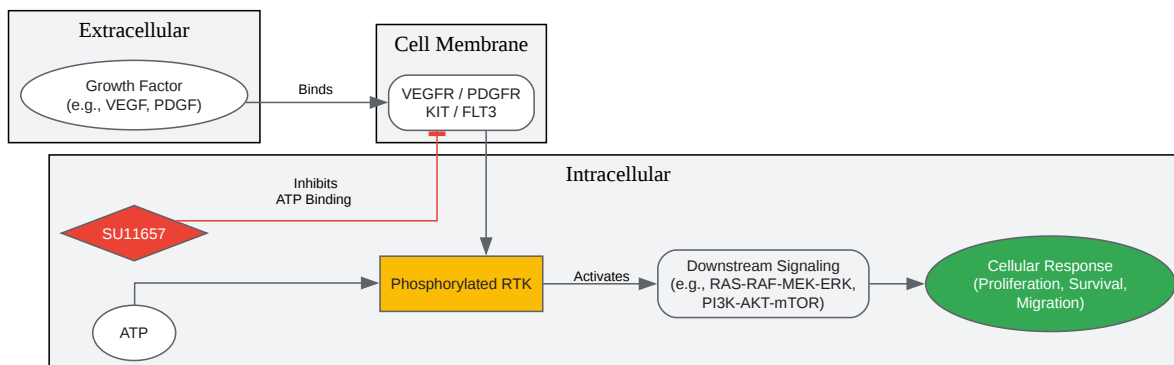 Extracellular
Cell Membrane
Growth Factor
(e.g., VEGF, PDGF)
Binds
VEGFR / PDGFR
KIT / FLT3
Intracellular
Inhibits
ATP Binding
SU11657
Phosphorylated RTK
Activates
Downstream Signaling
(e.g., RAS-RAF-MEK-ERK,
PI3K-AKT-mTOR)
Cellular Response
(Proliferation, Survival,
Migration)
ATP